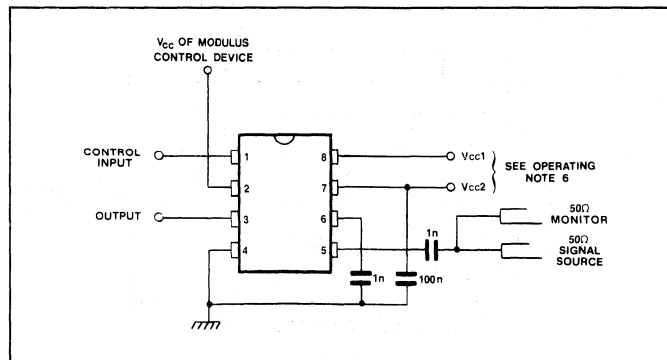 VCC OF MODULUS
CONTROL DEVICE
CONTROL
INPUT
OUTPUT
1
2
3
4
8
7
6
5
Vcc1
Vcc2
SEE OPERATING
NOTE 6
1n
50Ω
MONITOR
50Ω
SIGNAL
SOURCE
1n
100n